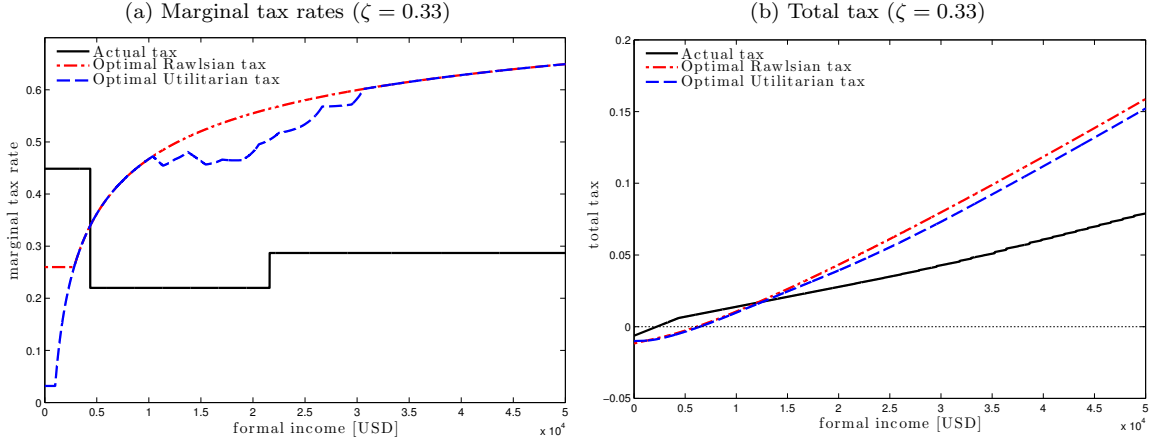 (a) Marginal tax rates (ζ = 0.33)
Actual tax
Optimal Rawlsian tax
Optimal Utilitarian tax
marginal tax rate
0.6
0.5
0.4
0.3
0.2
0.1
0
0 0.5 1 1.5 2 2.5 3 3.5 4 4.5 5
formal income [USD]
x 10⁴
(b) Total tax (ζ = 0.33)
Actual tax
Optimal Rawlsian tax
Optimal Utilitarian tax
total tax
0.2
0.15
0.1
0.05
0
−0.05
0 0.5 1 1.5 2 2.5 3 3.5 4 4.5 5
formal income [USD]
x 10⁴